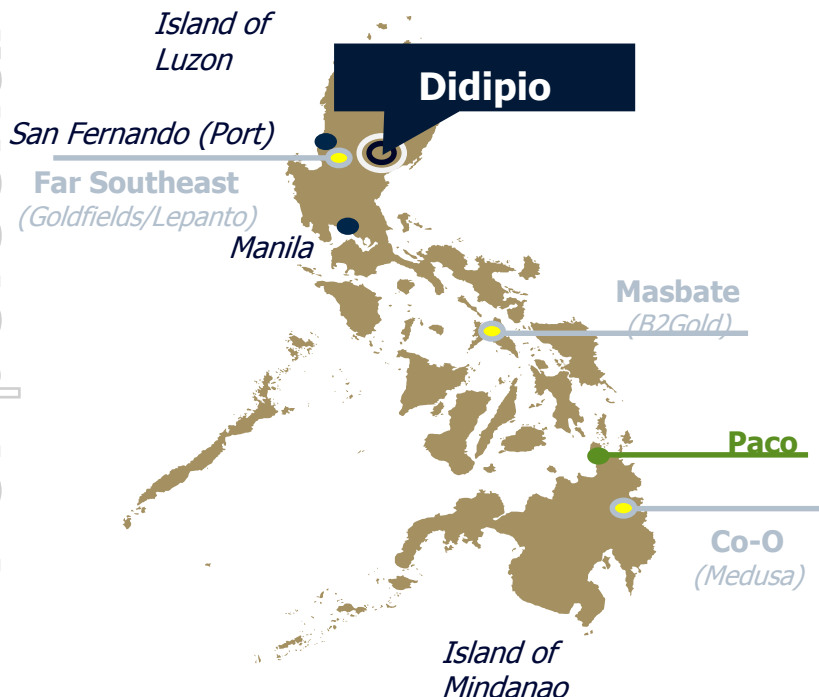 Island of
Luzon
Didipio
San Fernando (Port)
Far Southeast
(Goldfields/Lepanto)
Manila
Masbate
(B2Gold)
Paco
Co-O
(Medusa)
Island of
Mindanao